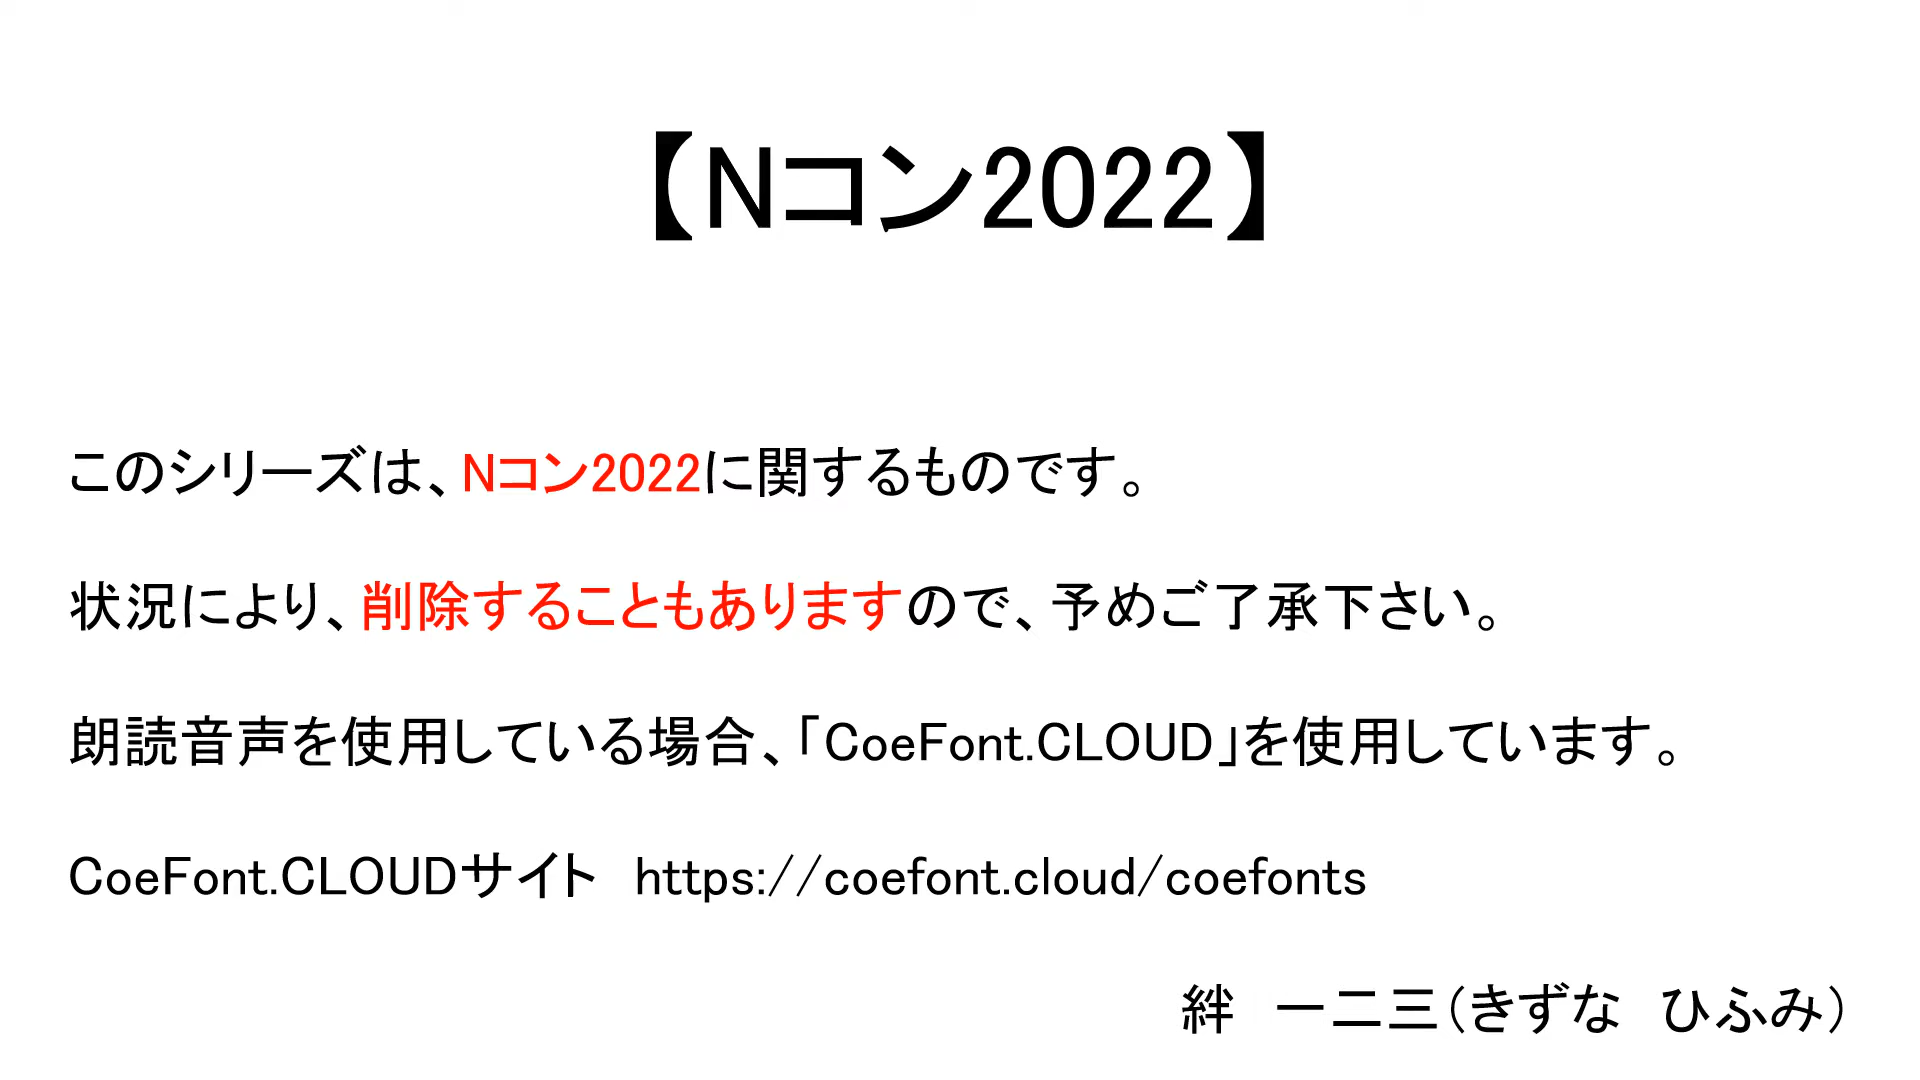 【Nコン2022】
このシリーズは、Nコン2022に関するものです。
状況により、削除することもありますので、予めご了承下さい。
朗読音声を使用している場合、「CoeFont.CLOUD」を使用しています。
CoeFont.CLOUDサイト　https://coefont.cloud/coefonts
絆　一二三（きずな　ひふみ）